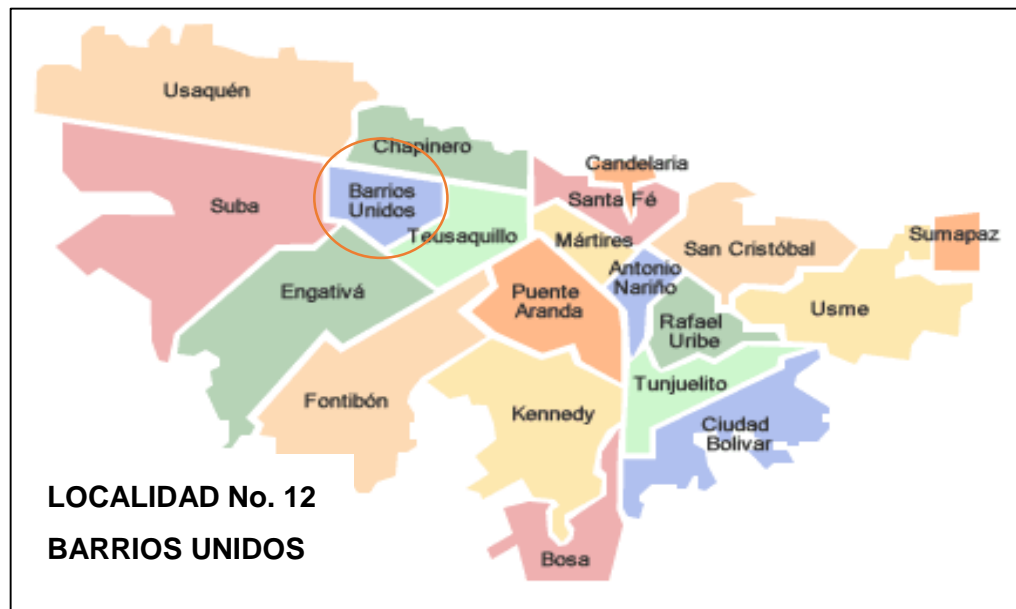 Usaquén
Chapinero
Candelaria
Barrios
Unidos
Suba
Santa Fé
Teusaquillo
Mártires
San Cristóbal
Sumapaz
Antonio
Nariño
Engativá
Puente
Aranda
Usme
Rafael
Uribe
Tunjuelito
Fontibón
Kennedy
Ciudad
Bolivar
LOCALIDAD No. 12
BARRIOS UNIDOS
Bosa